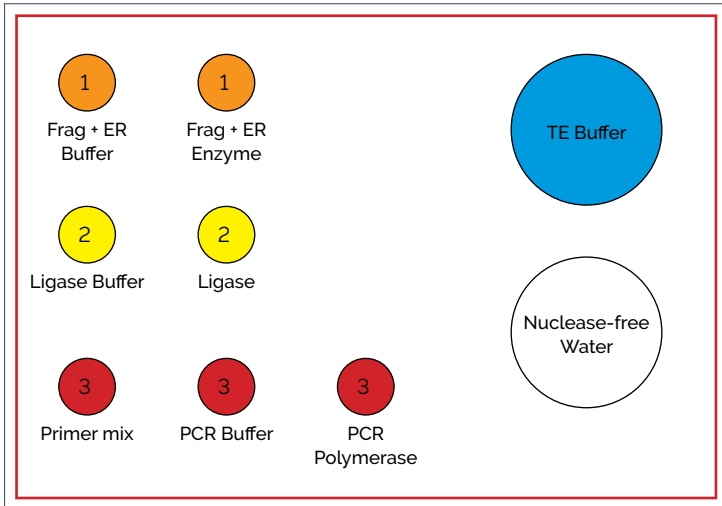 1
Frag + ER
Buffer
1
Frag + ER
Enzyme
TE Buffer
2
Ligase Buffer
2
Ligase
Nuclease-free
Water
3
Primer mix
3
PCR Buffer
3
PCR
Polymerase